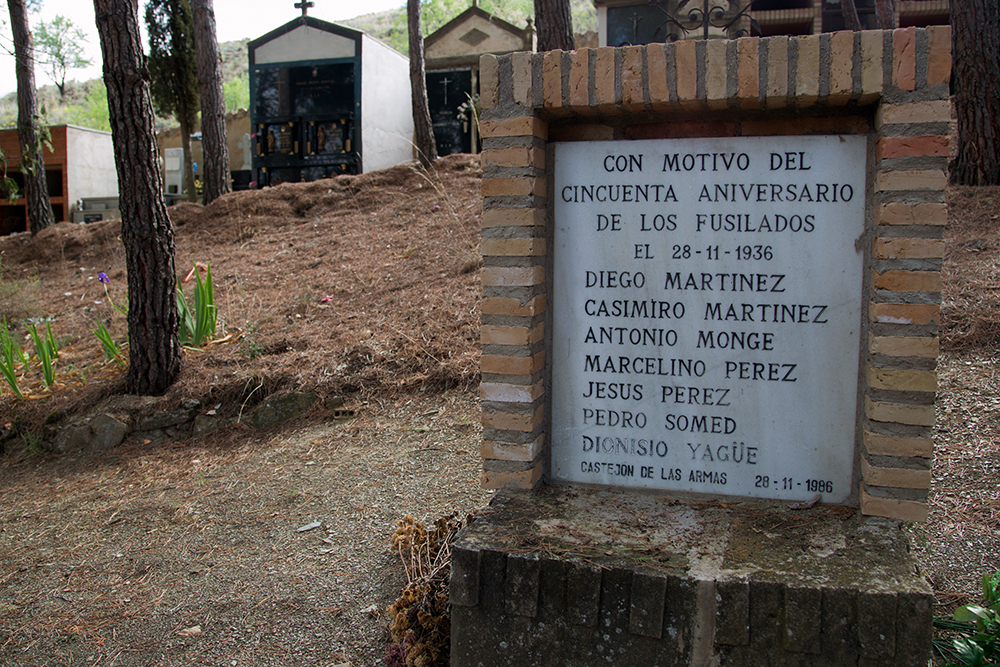 CON MOTIVO DEL
CINCUENTA ANIVERSARIO
DE LOS FUSILADOS
EL 28-11-1936
DIEGO MARTINEZ
CASIMIRO MARTINEZ
ANTONIO MONGE
MARCELINO PEREZ
JESUS PEREZ
PEDRO SOMED
DIONISIO YAGÜE
CASTEJÓN DE LAS ARMAS 28-11-1986